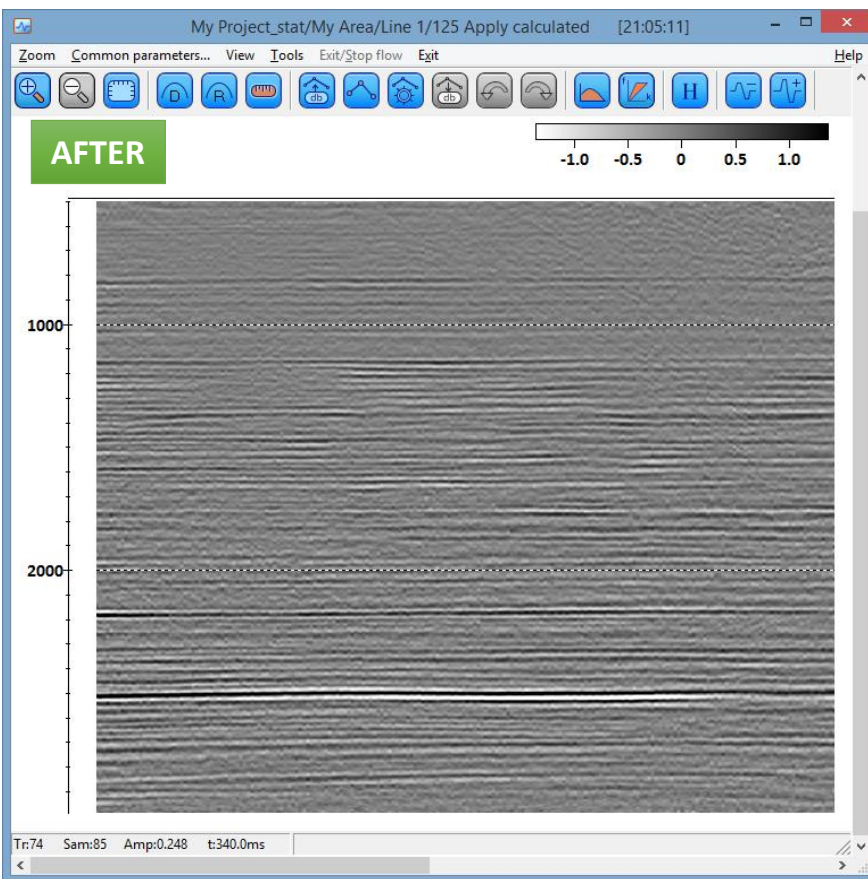 My Project_stat/My Area/Line 1/125 Apply calculated [21:05:11]
Zoom Common parameters... View Tools Exit/Stop flow Exit Help
D R db db f k H
AFTER
-1.0 -0.5 0 0.5 1.0
1000
2000
Tr:74 Sam:85 Amp:0.248 t:340.0ms